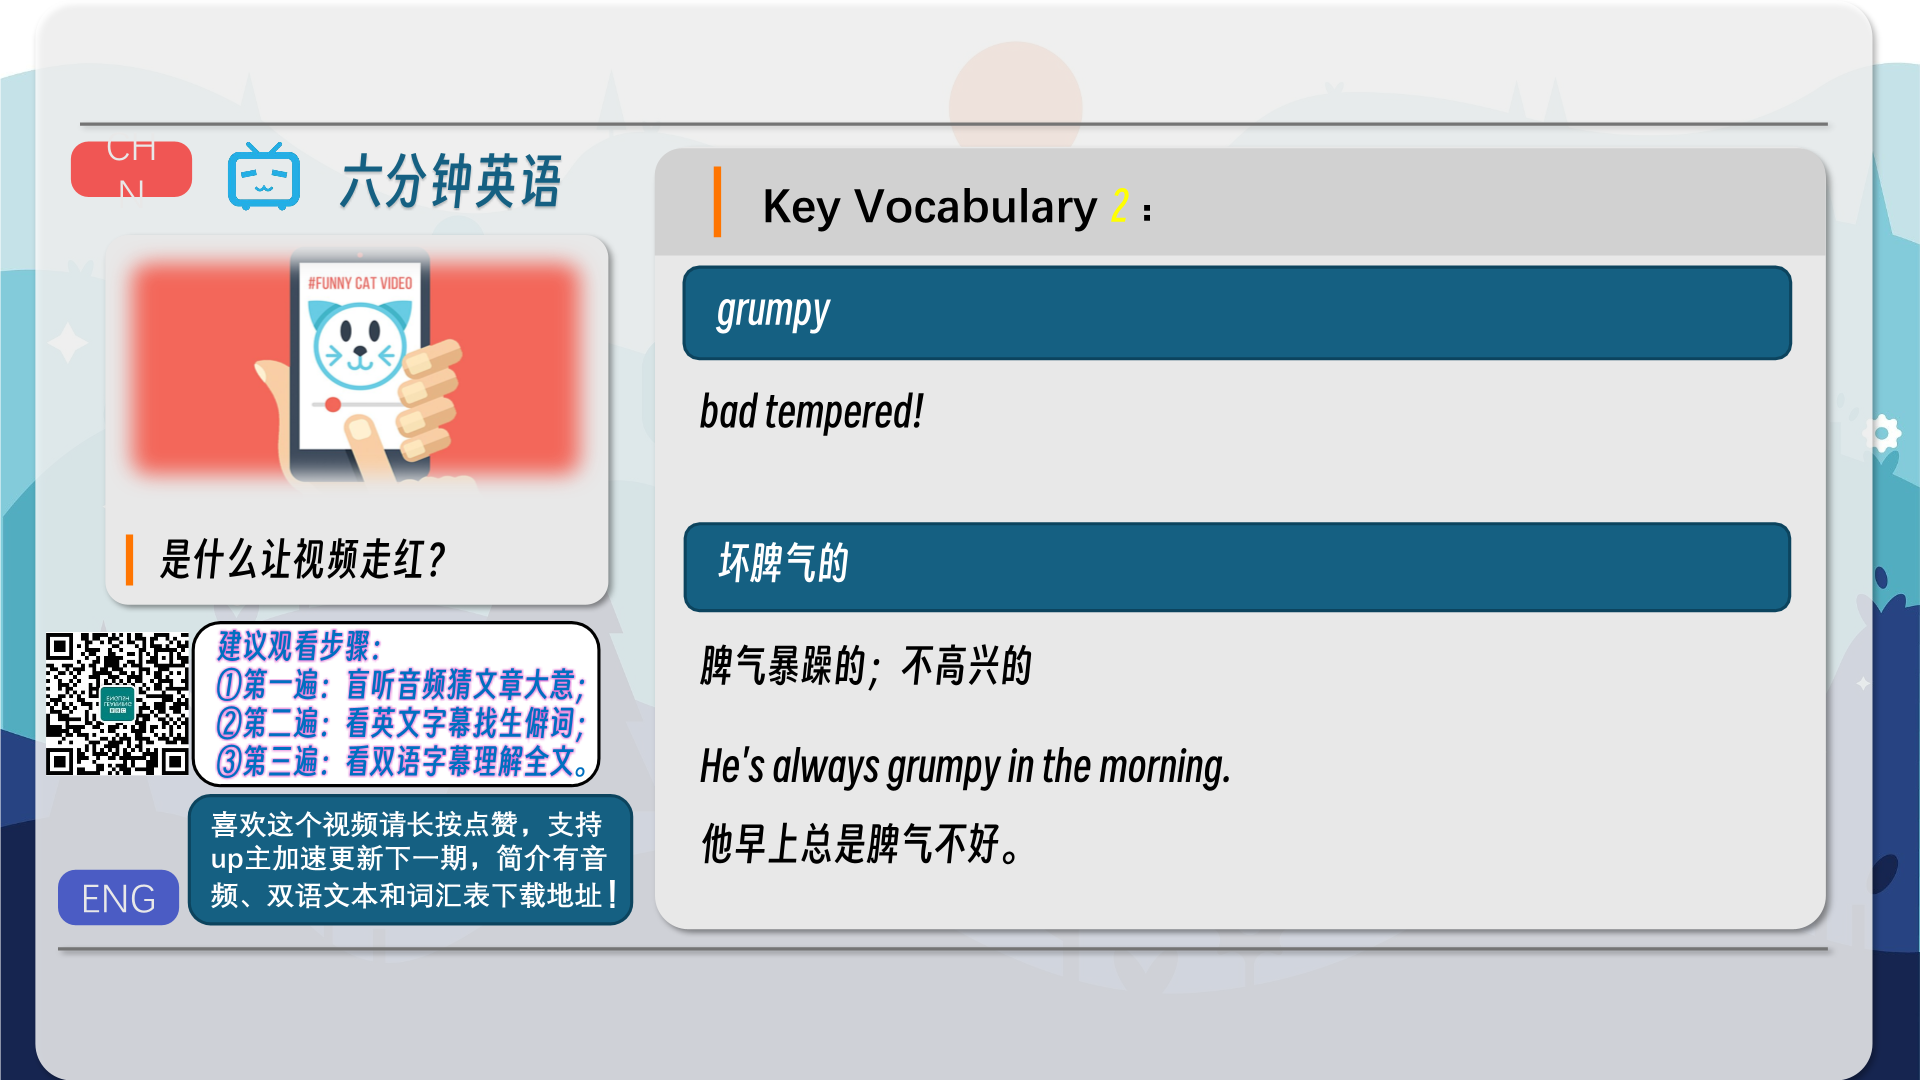 CH
N
六分钟英语
#FUNNY CAT VIDEO
是什么让视频走红?
建议观看步骤:
①第一遍:盲听音频猜文章大意;
②第二遍:看英文字幕找生僻词;
③第三遍:看双语字幕理解全文。
喜欢这个视频请长按点赞,支持
up主加速更新下一期,简介有音
频、双语文本和词汇表下载地址!
ENG
Key Vocabulary 2:
grumpy
bad tempered!
坏脾气的
脾气暴躁的;不高兴的
He's always grumpy in the morning.
他早上总是脾气不好。